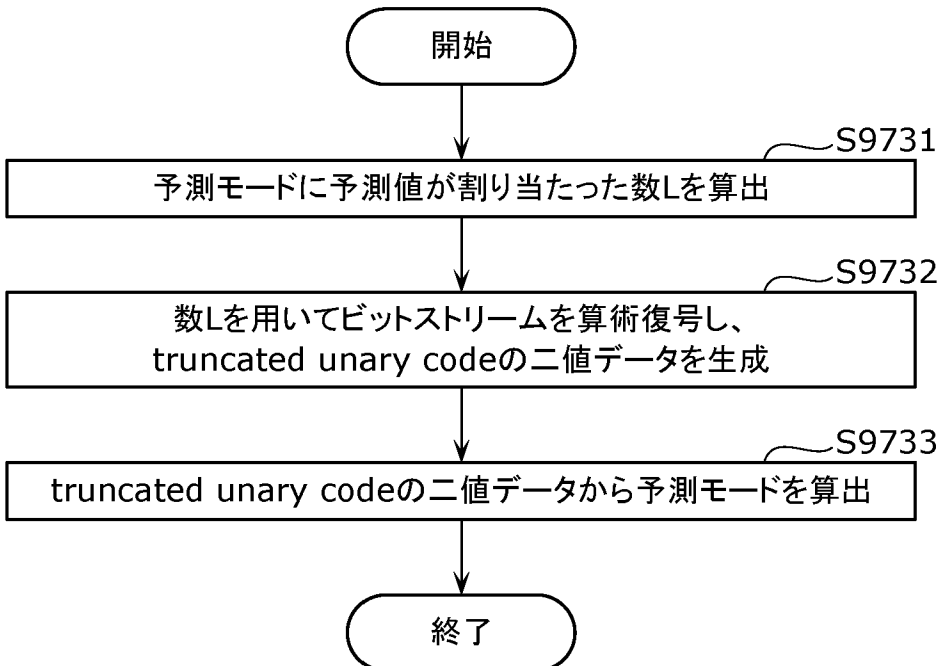 開始
S9731
予測モードに予測値が割り当たった数Lを算出
S9732
数Lを用いてビットストリームを算術復号し、
truncated unary codeの二値データを生成
S9733
truncated unary codeの二値データから予測モードを算出
終了